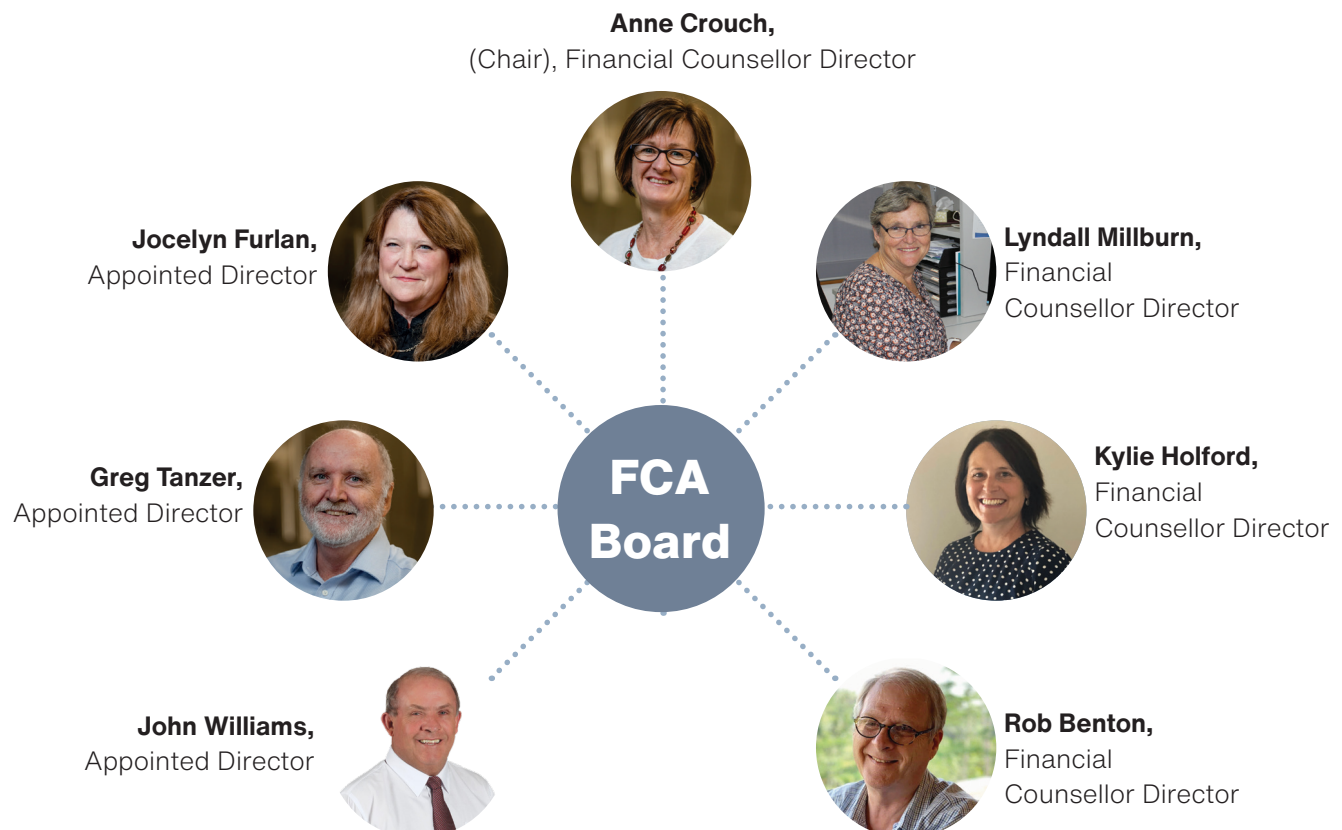 Anne Crouch,
(Chair), Financial Counsellor Director
Jocelyn Furlan,
Appointed Director
Lyndall Millburn,
Financial
Counsellor Director
Greg Tanzer,
Appointed Director
FCA
Board
Kylie Holford,
Financial
Counsellor Director
John Williams,
Appointed Director
Rob Benton,
Financial
Counsellor Director